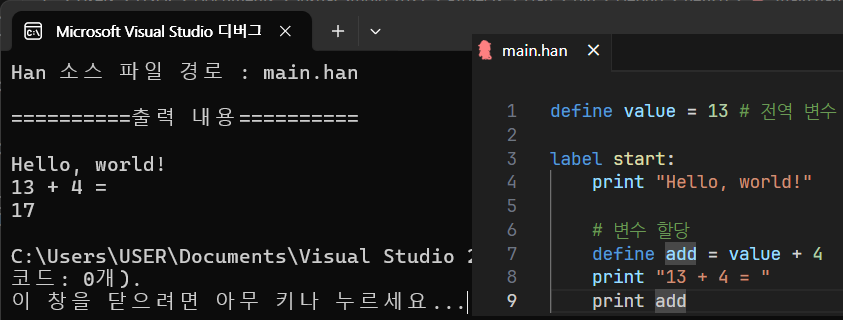 Microsoft Visual Studio 디버그
Han 소스 파일 경로 : main.han
==========출력 내용==========
Hello, world!
13 + 4 =
17
C:\Users\USER\Documents\Visual Studio 2
코드: 0개).
이 창을 닫으려면 아무 키나 누르세요...
main.han
1 define value = 13 # 전역 변수
2
3 label start:
4 print "Hello, world!"
5
6 # 변수 할당
7 define add = value + 4
8 print "13 + 4 = "
9 print add